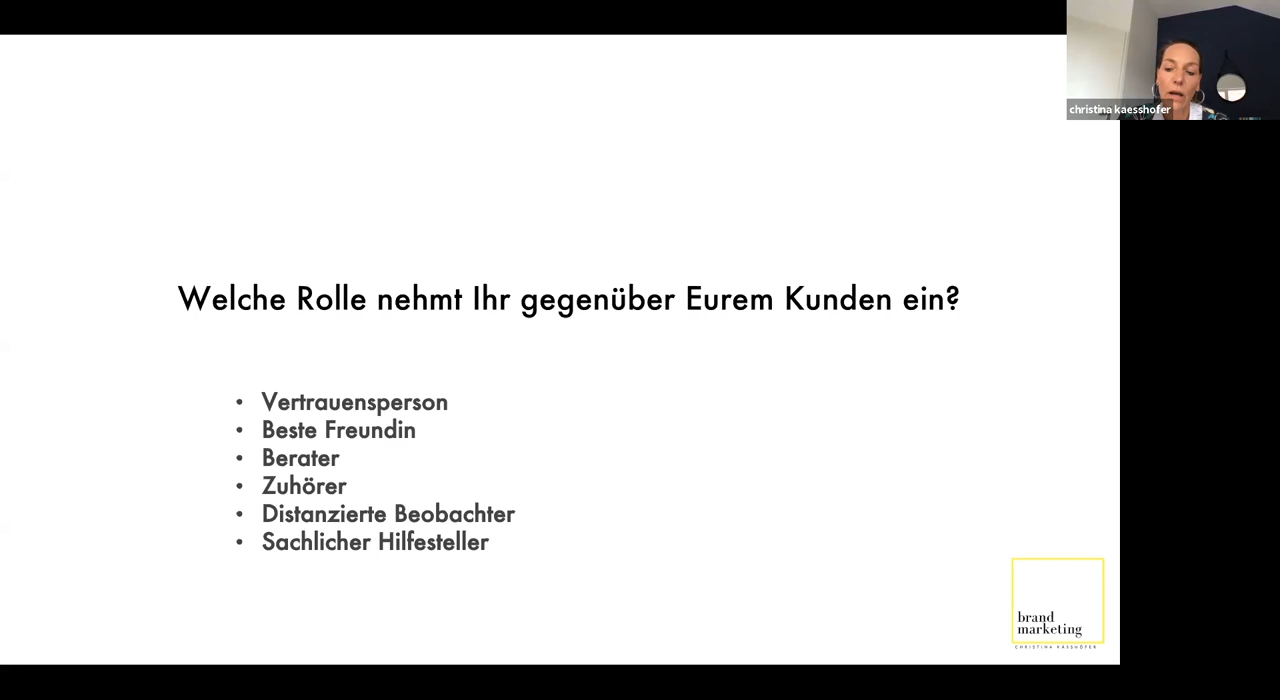 christina kaesshofer
Welche Rolle nehmt Ihr gegenüber Eurem Kunden ein?
• Vertrauensperson
• Beste Freundin
• Berater
• Zuhörer
• Distanzierte Beobachter
• Sachlicher Hilfesteller
brand
marketing
CHRISTINA KÄSSHÖFER